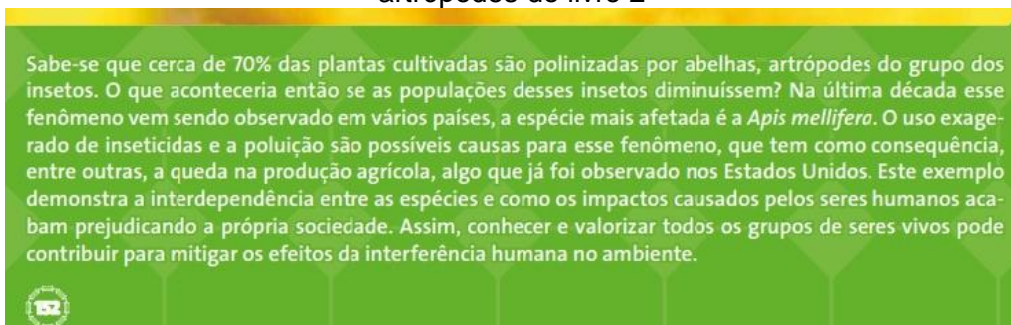 artrópodes do livro 2
Sabe-se que cerca de 70% das plantas cultivadas são polinizadas por abelhas, artrópodes do grupo dos
insetos. O que aconteceria então se as populações desses insetos diminuíssem? Na última década esse
fenômeno vem sendo observado em vários países, a espécie mais afetada é a Apis mellifera. O uso exage-
rado de inseticidas e a poluição são possíveis causas para esse fenômeno, que tem como consequência,
entre outras, a queda na produção agrícola, algo que já foi observado nos Estados Unidos. Este exemplo
demonstra a interdependência entre as espécies e como os impactos causados pelos seres humanos aca-
bam prejudicando a própria sociedade. Assim, conhecer e valorizar todos os grupos de seres vivos pode
contribuir para mitigar os efeitos da interferência humana no ambiente.
152